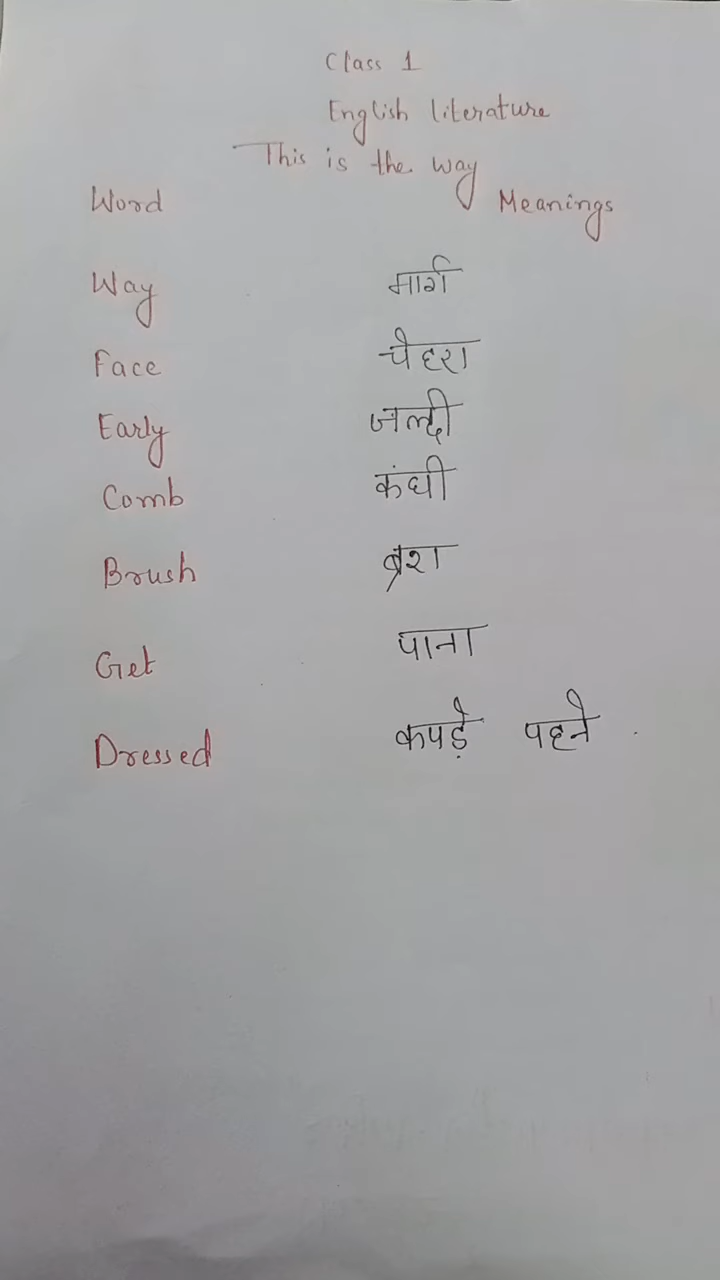 Class 1
English literature
This is the way
Word Meanings
Way मार्ग
Face चेहरा
Early जल्दी
Comb कंघी
Brush ब्रश
Get पाना
Dressed कपड़े पहने